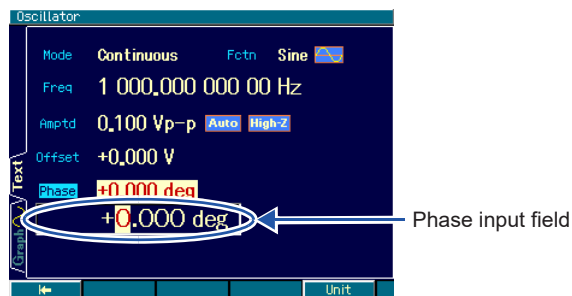 Oscillator
Mode Continuous Fctn Sine
Freq 1 000.000 000 00 Hz
Amptd 0.100 Vp-p Auto High-Z
Offset +0.000 V
Phase +0.000 deg
+0.000 deg
Phase input field
Text
Graph
Unit